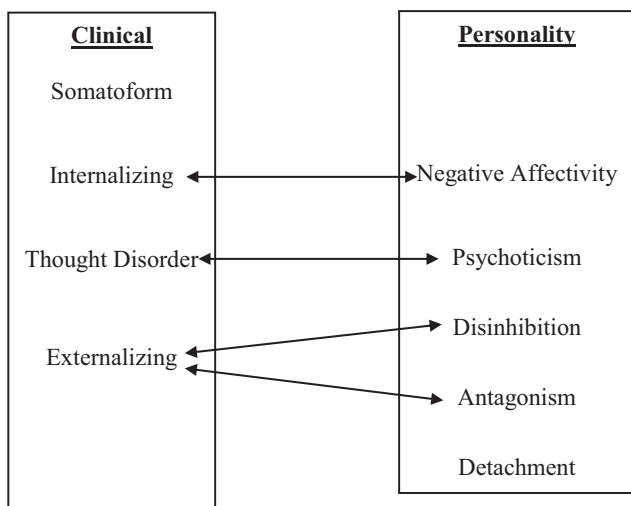 Clinical
Somatoform
Internalizing
Thought Disorder
Externalizing
Personality
Negative Affectivity
Psychoticism
Disinhibition
Antagonism
Detachment